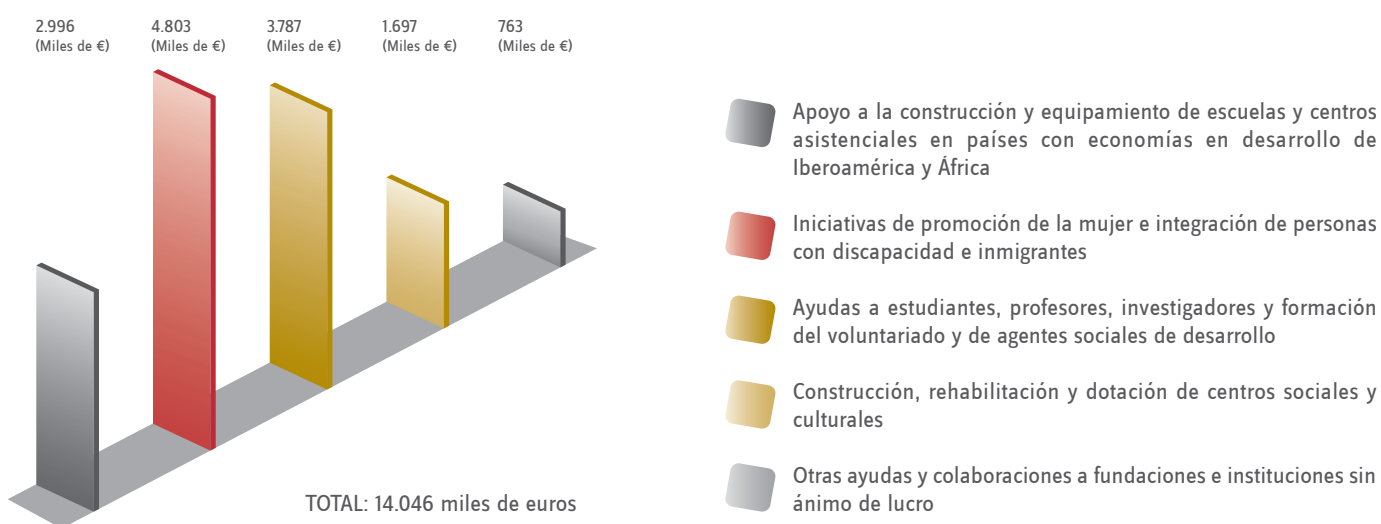 2.996
(Miles de €)
4.803
(Miles de €)
3.787
(Miles de €)
1.697
(Miles de €)
763
(Miles de €)
TOTAL: 14.046 miles de euros
Apoyo a la construcción y equipamiento de escuelas y centros
asistenciales en países con economías en desarrollo de
Iberoamérica y África
Iniciativas de promoción de la mujer e integración de personas
con discapacidad e inmigrantes
Ayudas a estudiantes, profesores, investigadores y formación
del voluntariado y de agentes sociales de desarrollo
Construcción, rehabilitación y dotación de centros sociales y
culturales
Otras ayudas y colaboraciones a fundaciones e instituciones sin
ánimo de lucro